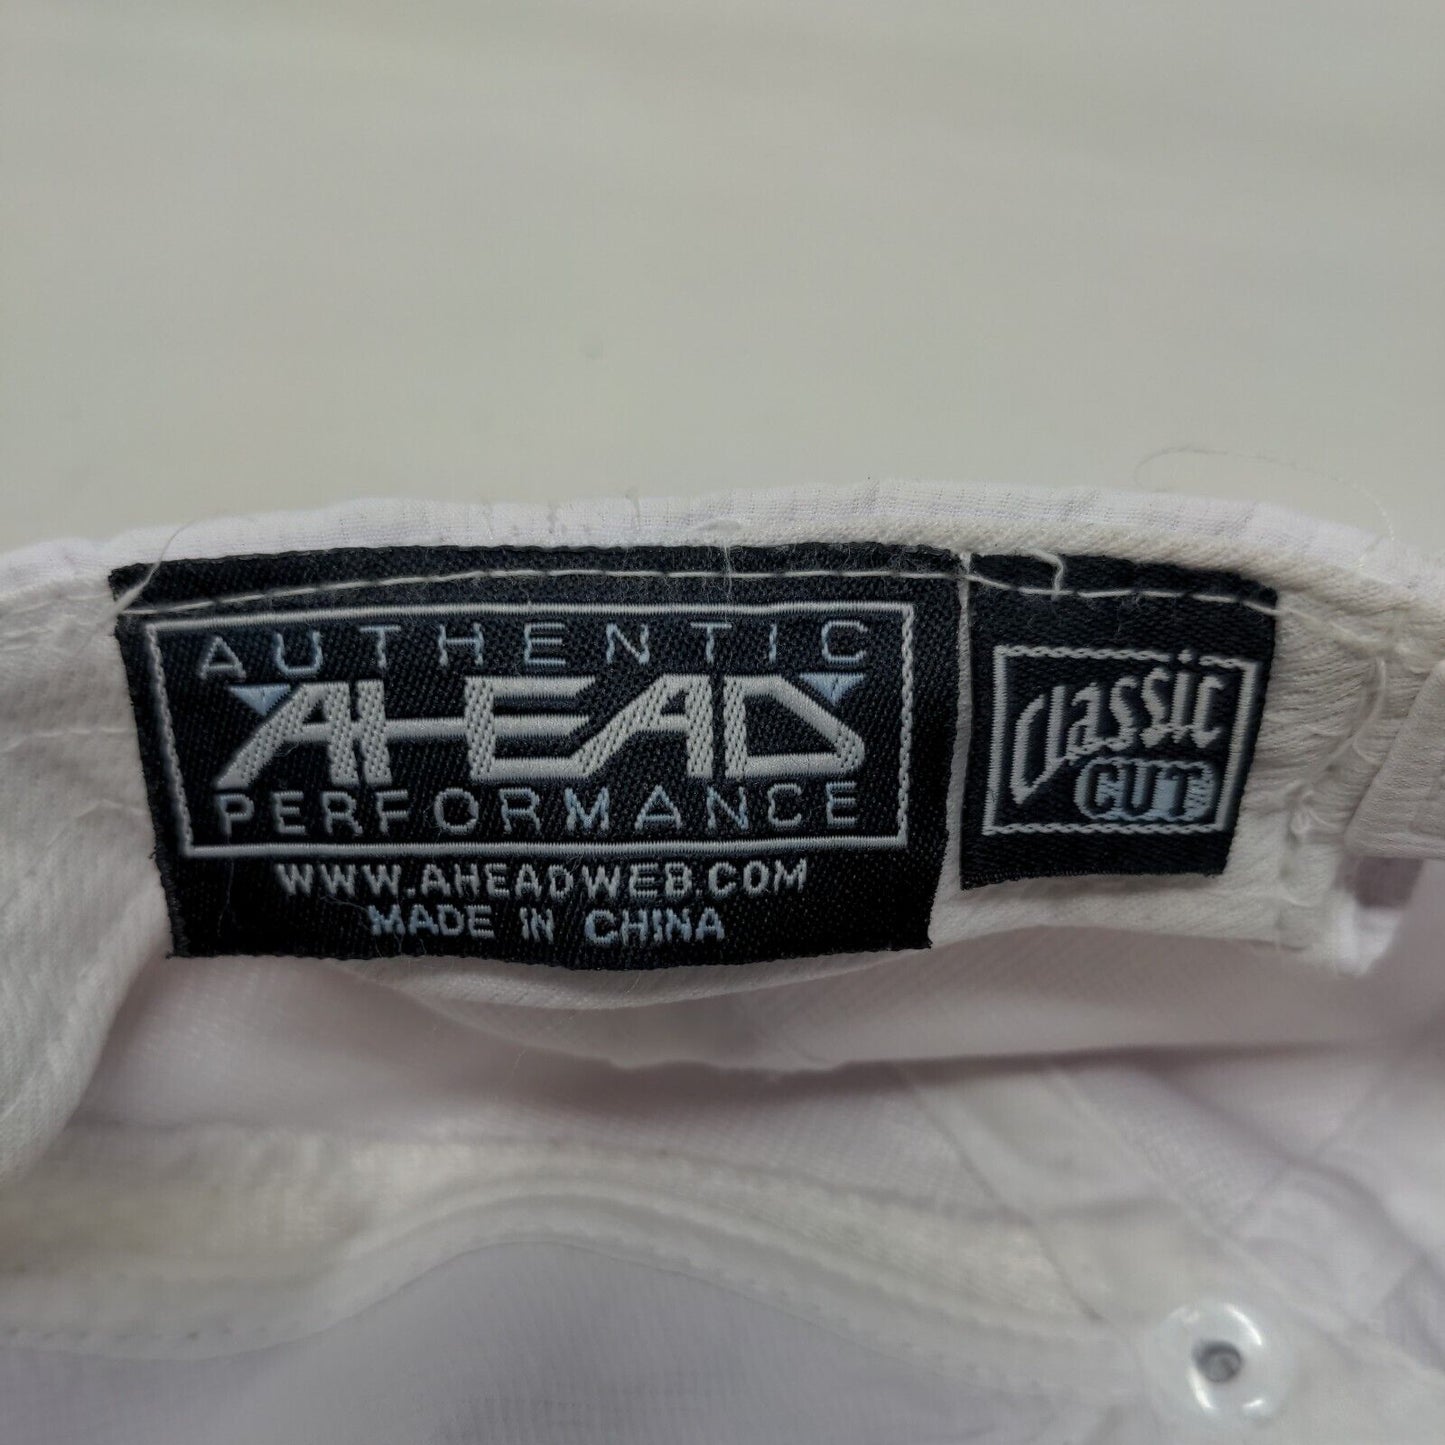 AUTHENTIC
AHEAD
PERFORMANCE
WWW.AHEADWEB.COM
MADE IN CHINA
Classic
CUT